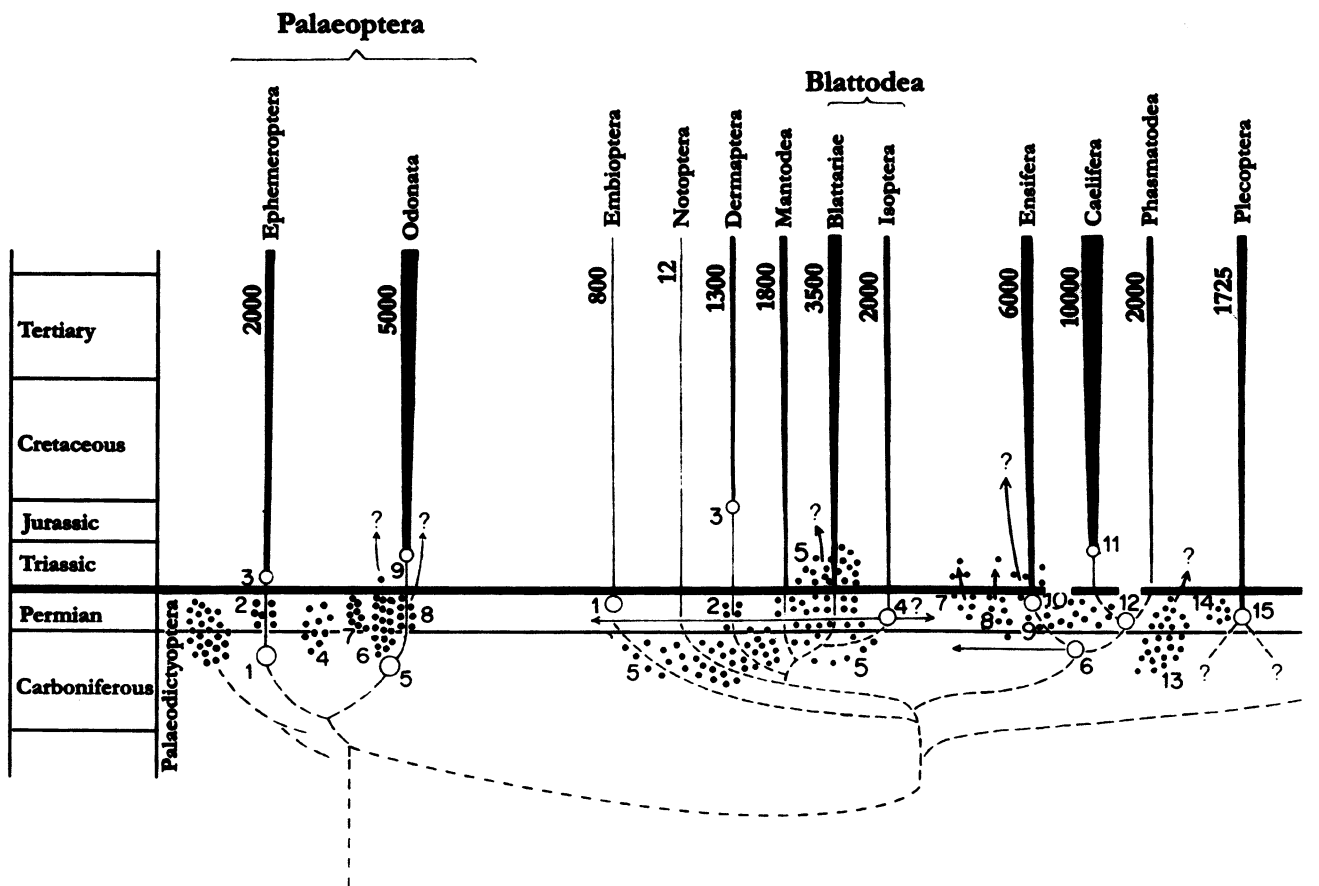 Palaeoptera
Blattodea
Ephemeroptera
Odonata
Embioptera
Notoptera
Dermaptera
Mantodea
Blattariae
Isoptera
Ensifera
Caelifera
Phasmatodea
Plecoptera
2000
5000
800
12
1300
1800
3500
2000
6000
10000
2000
1725
Tertiary
Cretaceous
?
Jurassic
? ? 3 ?
Triassic
3 9 5 11 ?
Permian
2 7 8 1 2 4? 7 8 9 10 12 14 15
Carboniferous
1 4 6 5 5 5 6 13 ? ?
Palaeodictyoptera